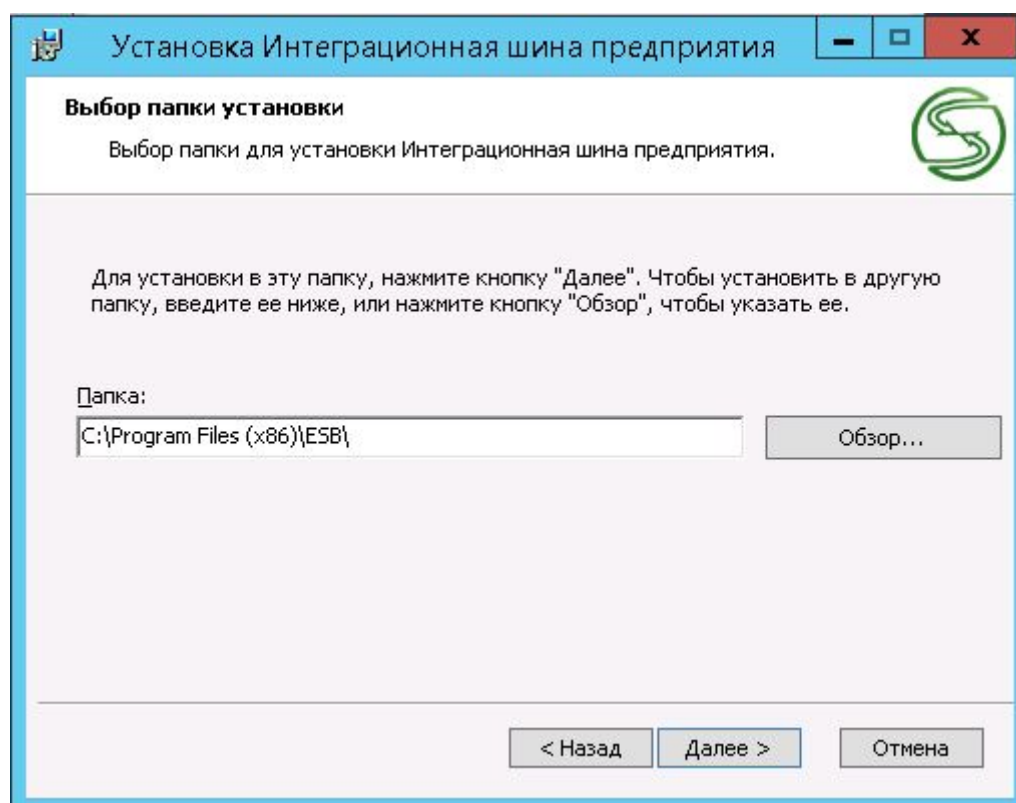 Установка Интеграционная шина предприятия
Выбор папки установки
Выбор папки для установки Интеграционная шина предприятия.
Для установки в эту папку, нажмите кнопку "Далее". Чтобы установить в другую
папку, введите ее ниже, или нажмите кнопку "Обзор", чтобы указать ее.
Папка:
C:\Program Files (x86)\ESB\
Обзор...
< Назад
Далее >
Отмена